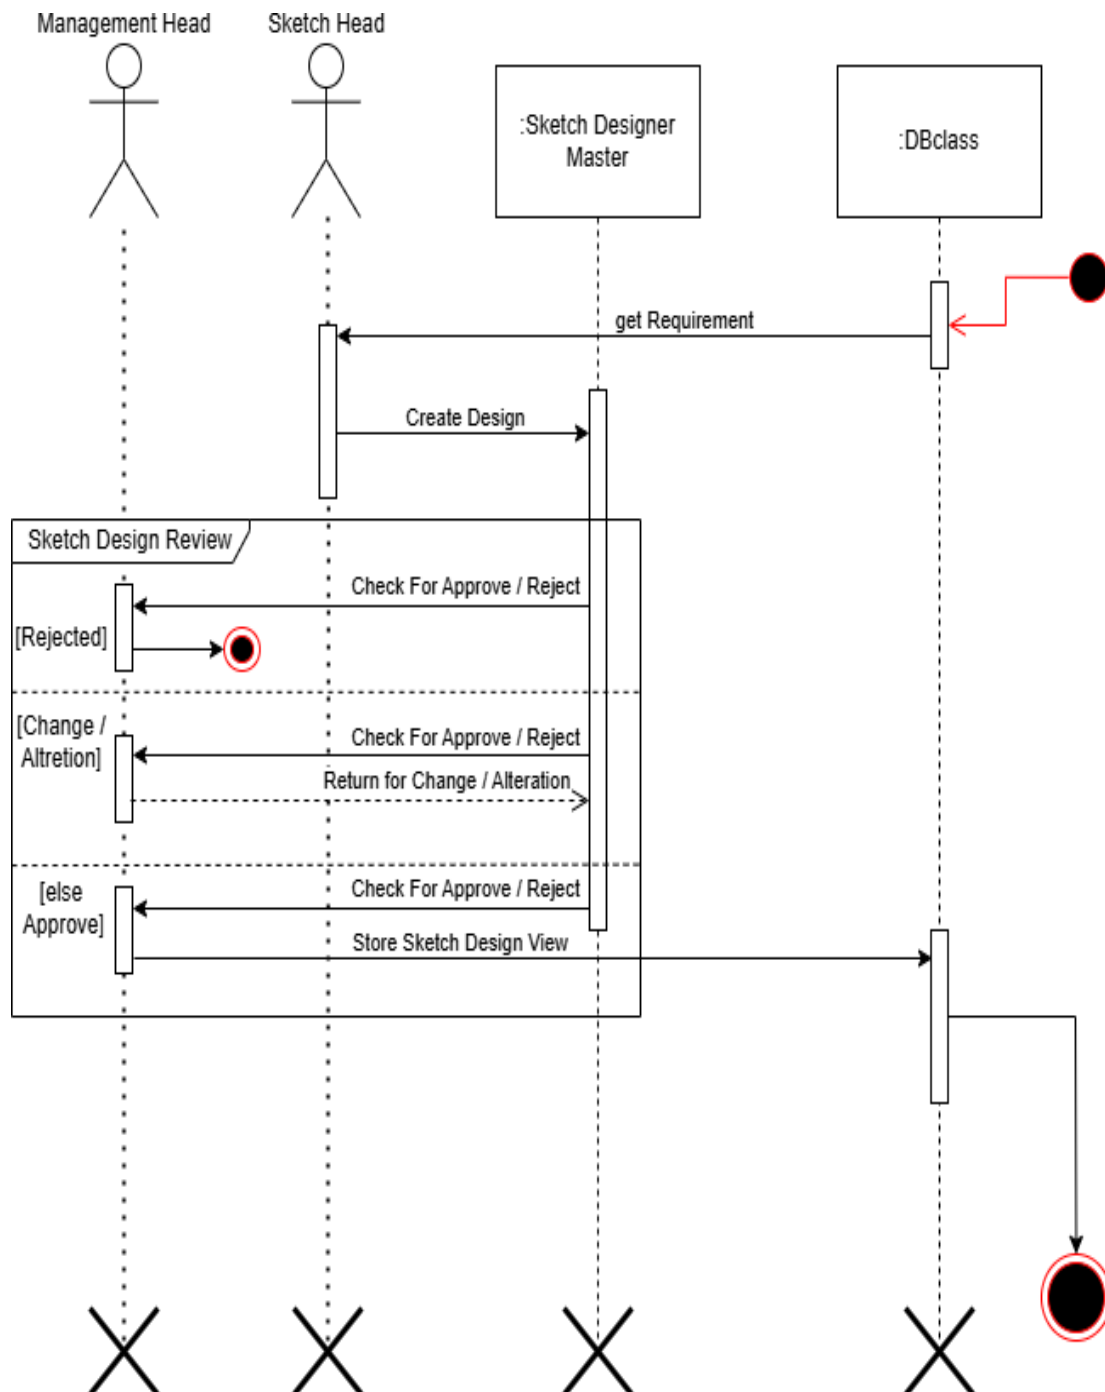 Management Head
Sketch Head
:Sketch Designer
Master
:DBclass
get Requirement
Create Design
Sketch Design Review
Check For Approve / Reject
[Rejected]
[Change /
Altretion]
Check For Approve / Reject
Return for Change / Alteration
[else
Approve]
Check For Approve / Reject
Store Sketch Design View